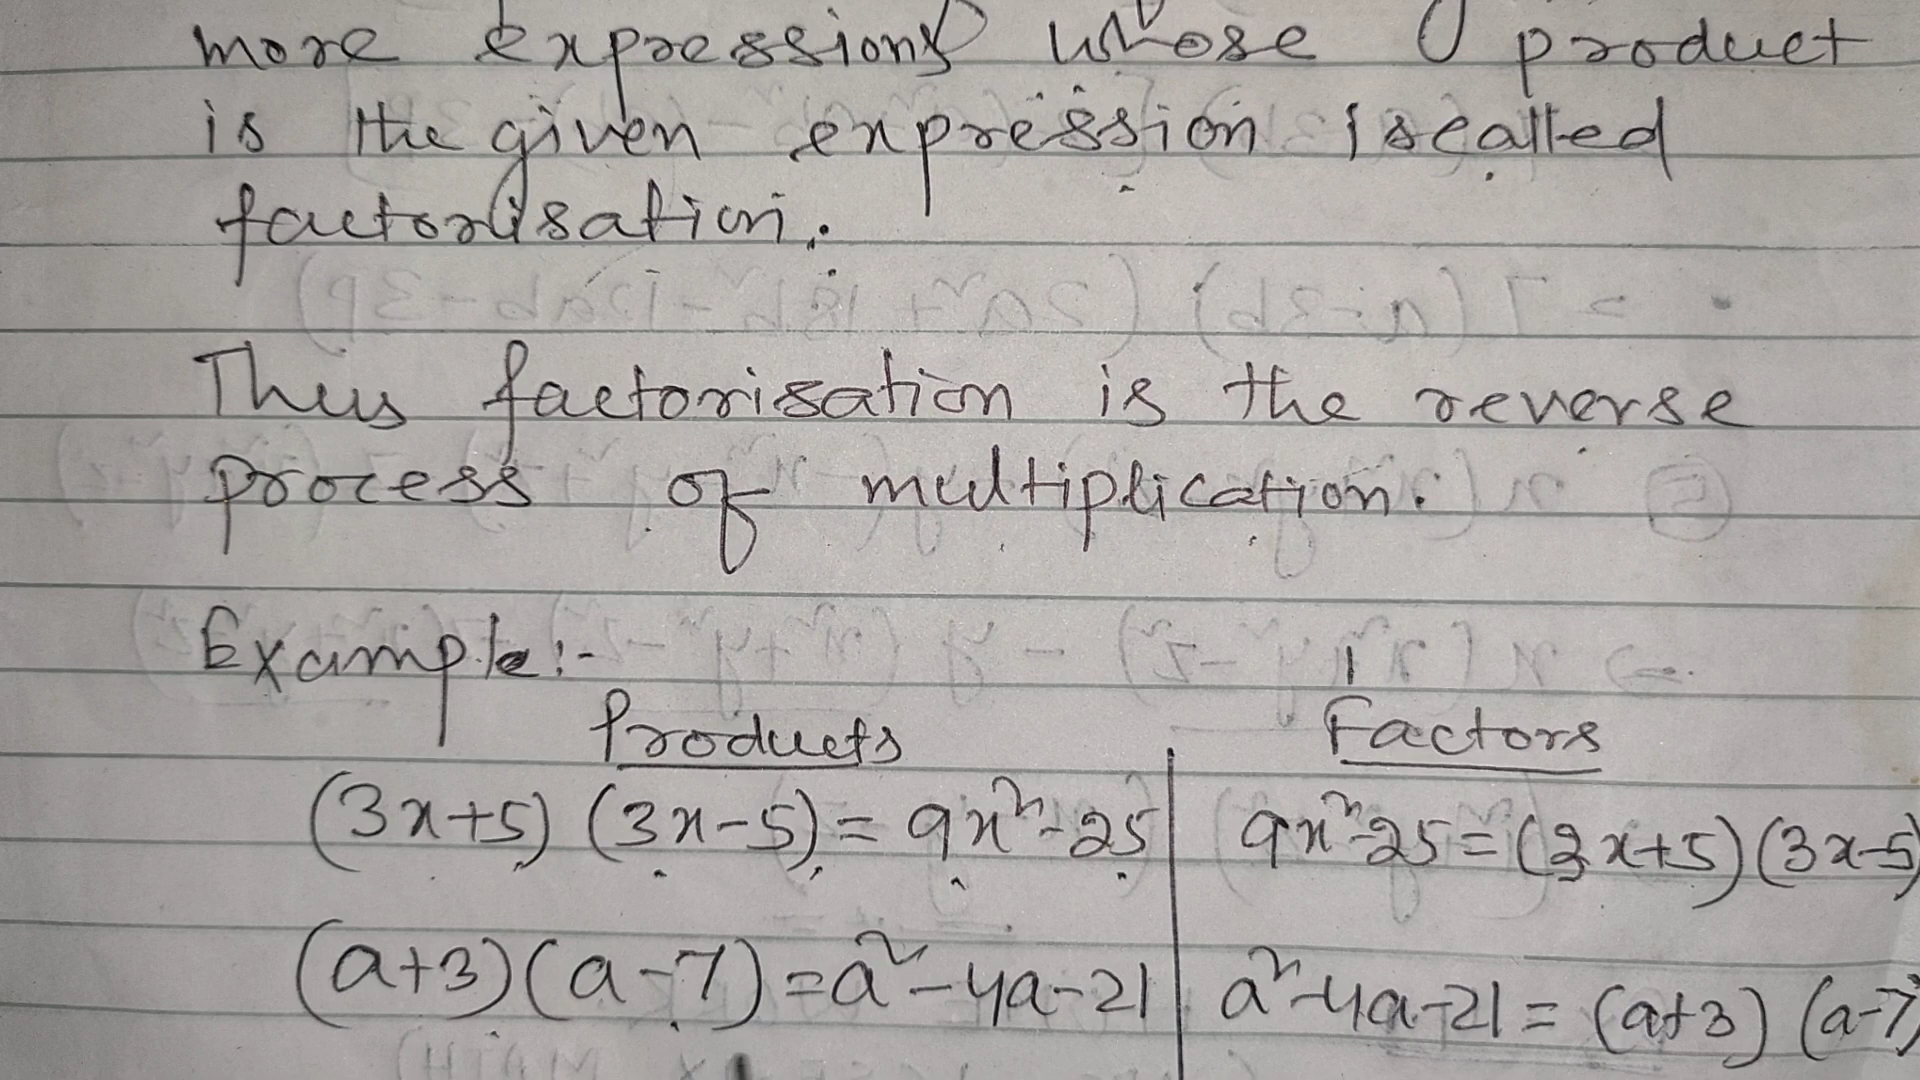 more expressions whose product
is the given expression is called
factorisation.
Thus factorisation is the reverse
process of multiplication.
Example:-
Products
Factors
(3x+5) (3x-5) = 9x²-25 | 9x²-25 = (3x+5) (3x-5)
(a+3) (a-7) = a²-4a-21 | a²-4a-21 = (a+3) (a-7)